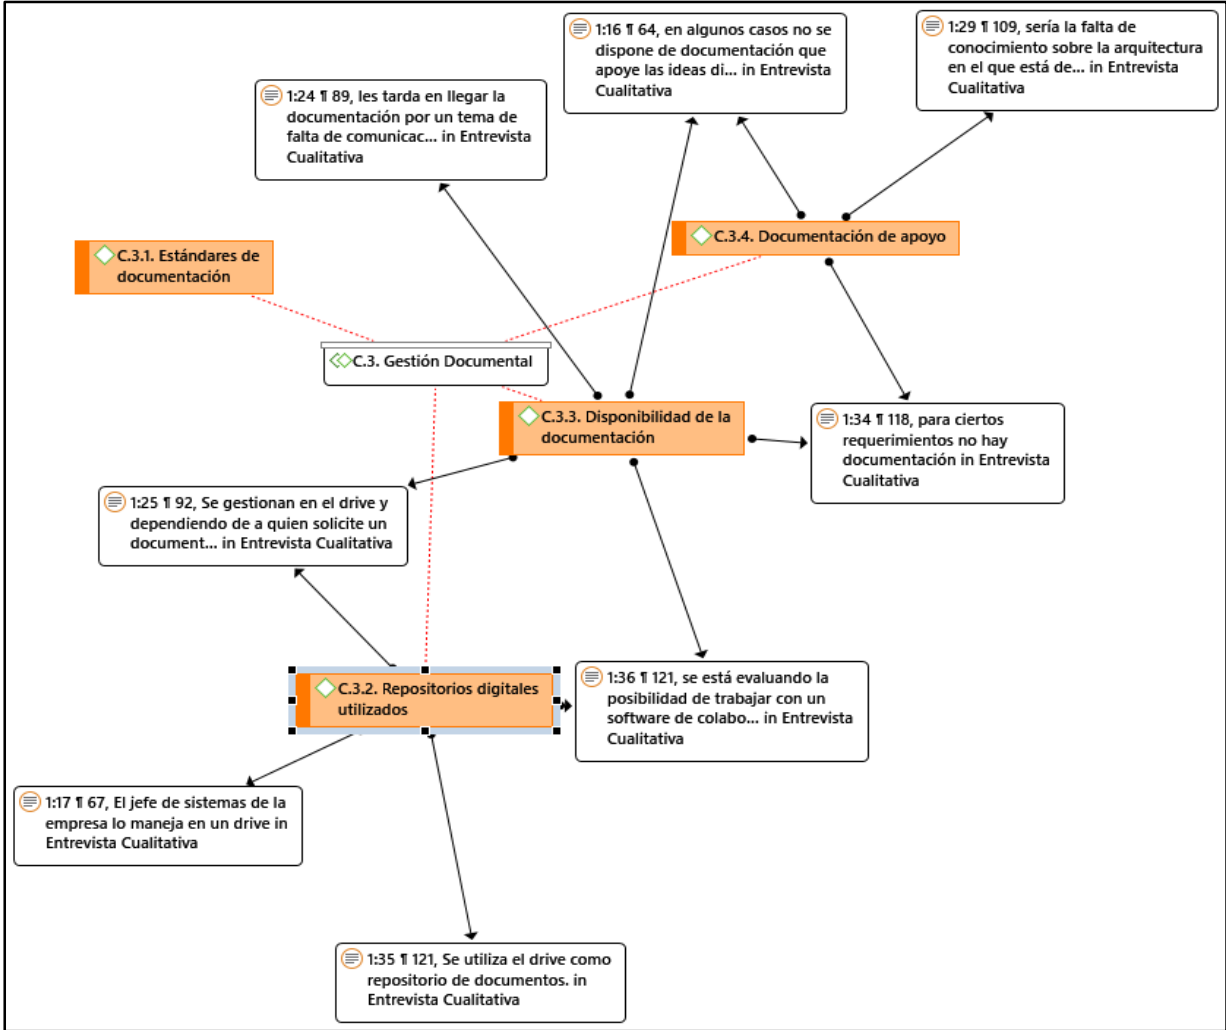 1:16 ¶ 64, en algunos casos no se
dispone de documentación que
apoye las ideas di... in Entrevista
Cualitativa
1:29 ¶ 109, sería la falta de
conocimiento sobre la arquitectura
en el que está de... in Entrevista
Cualitativa
1:24 ¶ 89, les tarda en llegar la
documentación por un tema de
falta de comunicac... in Entrevista
Cualitativa
C.3.4. Documentación de apoyo
C.3.1. Estándares de
documentación
C.3. Gestión Documental
C.3.3. Disponibilidad de la
documentación
1:34 ¶ 118, para ciertos
requerimientos no hay
documentación in Entrevista
Cualitativa
1:25 ¶ 92, Se gestionan en el drive y
dependiendo de a quien solicite un
document... in Entrevista Cualitativa
C.3.2. Repositorios digitales
utilizados
1:36 ¶ 121, se está evaluando la
posibilidad de trabajar con un
software de colabo... in Entrevista
Cualitativa
1:17 ¶ 67, El jefe de sistemas de la
empresa lo maneja en un drive in
Entrevista Cualitativa
1:35 ¶ 121, Se utiliza el drive como
repositorio de documentos. in
Entrevista Cualitativa